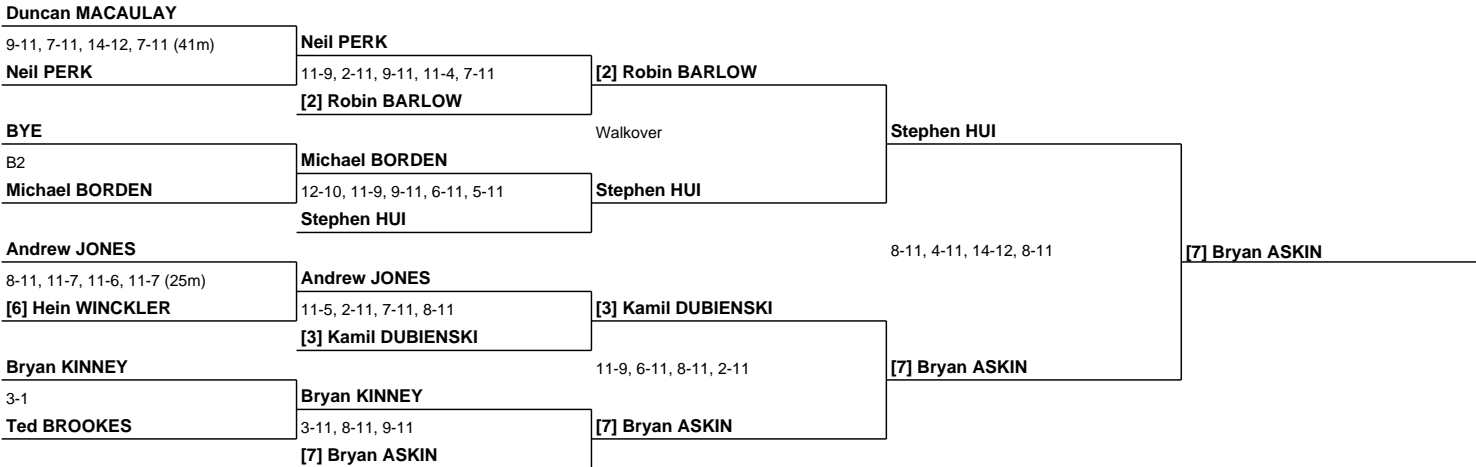 Duncan MACAULAY
9-11, 7-11, 14-12, 7-11 (41m)
Neil PERK
Neil PERK
11-9, 2-11, 9-11, 11-4, 7-11
[2] Robin BARLOW
[2] Robin BARLOW
BYE
B2
Michael BORDEN
Michael BORDEN
12-10, 11-9, 9-11, 6-11, 5-11
Stephen HUI
Walkover
Stephen HUI
Stephen HUI
Andrew JONES
8-11, 11-7, 11-6, 11-7 (25m)
[6] Hein WINCKLER
Andrew JONES
11-5, 2-11, 7-11, 8-11
[3] Kamil DUBIENSKI
[3] Kamil DUBIENSKI
8-11, 4-11, 14-12, 8-11
[7] Bryan ASKIN
Bryan KINNEY
3-1
Ted BROOKES
Bryan KINNEY
3-11, 8-11, 9-11
[7] Bryan ASKIN
11-9, 6-11, 8-11, 2-11
[7] Bryan ASKIN
[7] Bryan ASKIN